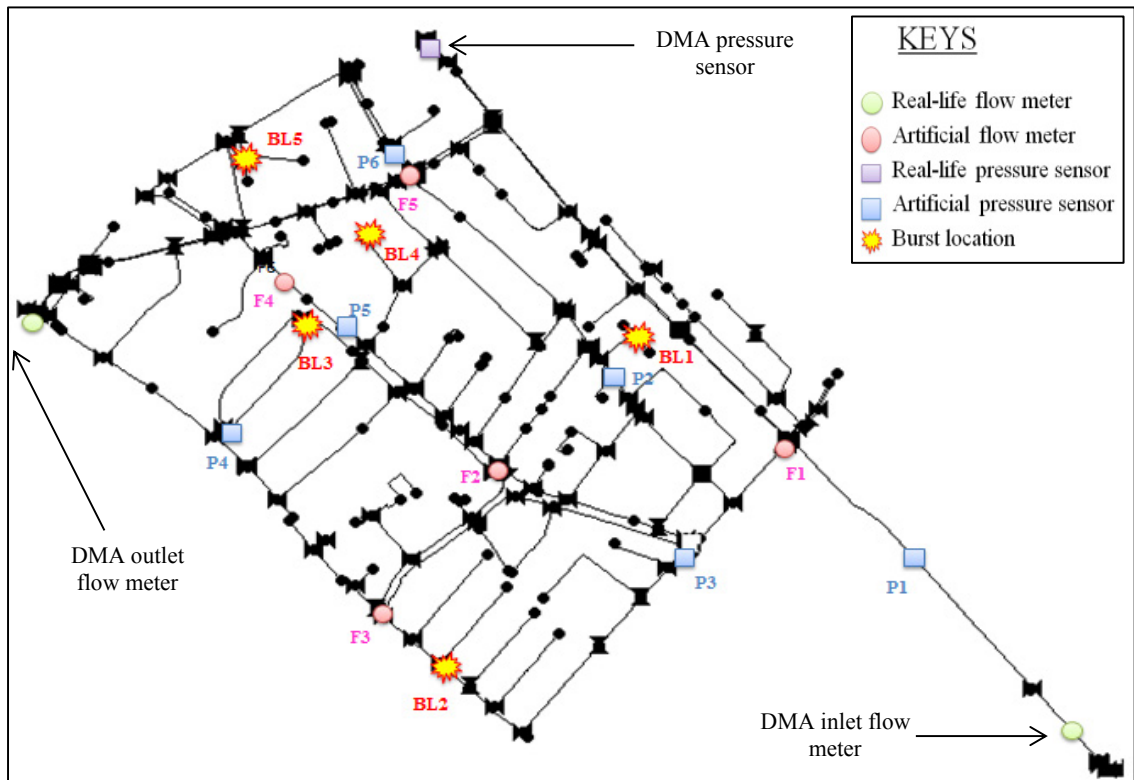 DMA pressure
sensor
KEYS
Real-life flow meter
Artificial flow meter
Real-life pressure sensor
Artificial pressure sensor
Burst location
BL5
P6
F5
BL4
F4
P5
BL3
BL1
P2
P4
F2
F1
DMA outlet
flow meter
P3
P1
F3
BL2
DMA inlet flow
meter